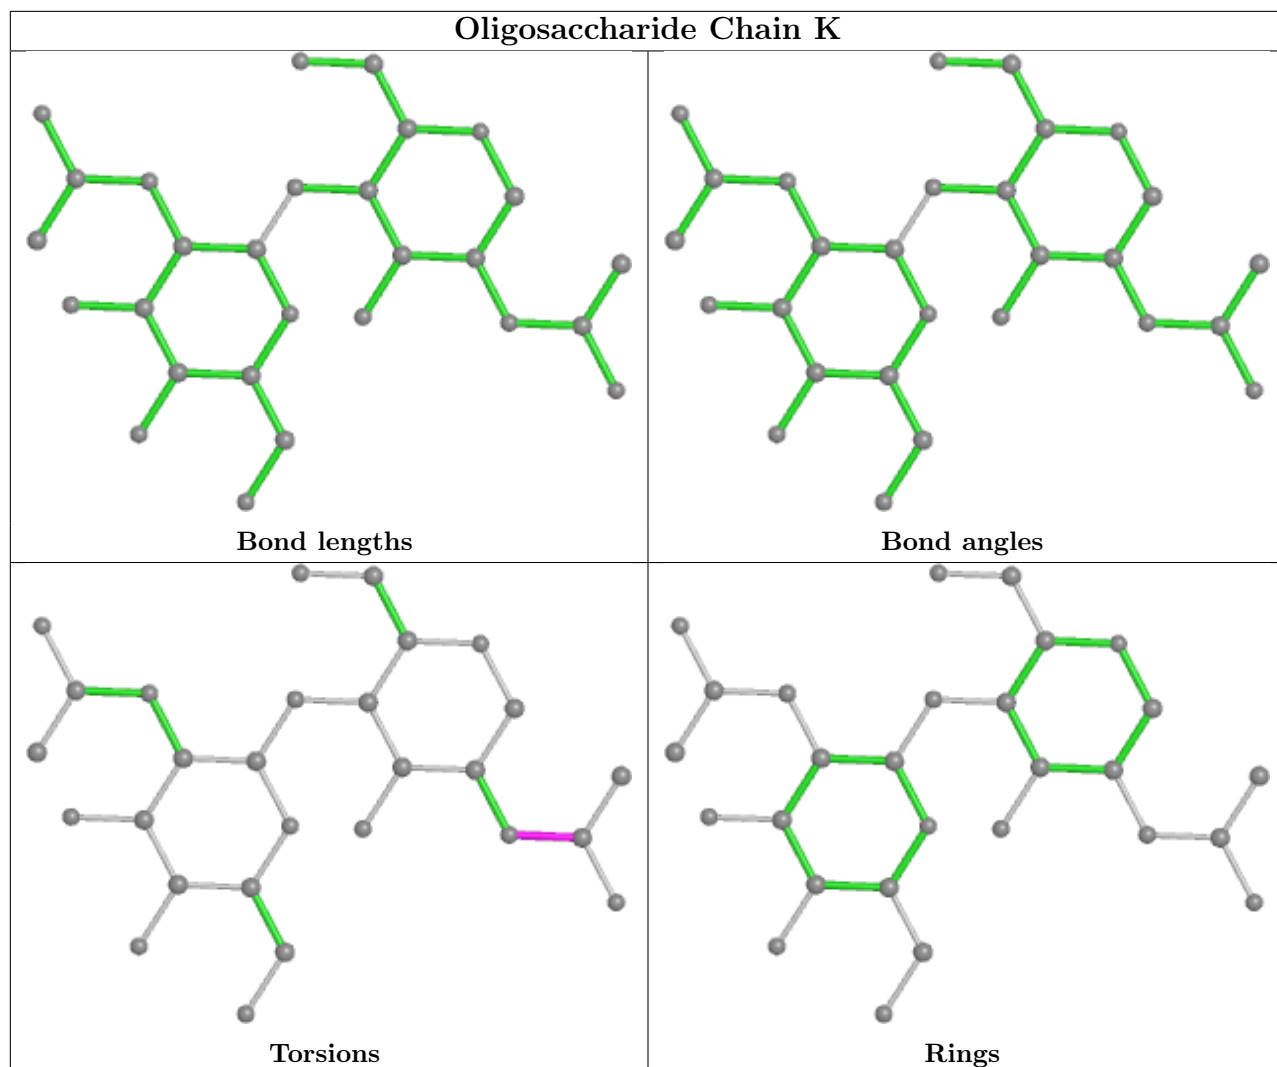 Oligosaccharide Chain K
Bond lengths
Bond angles
Torsions
Rings